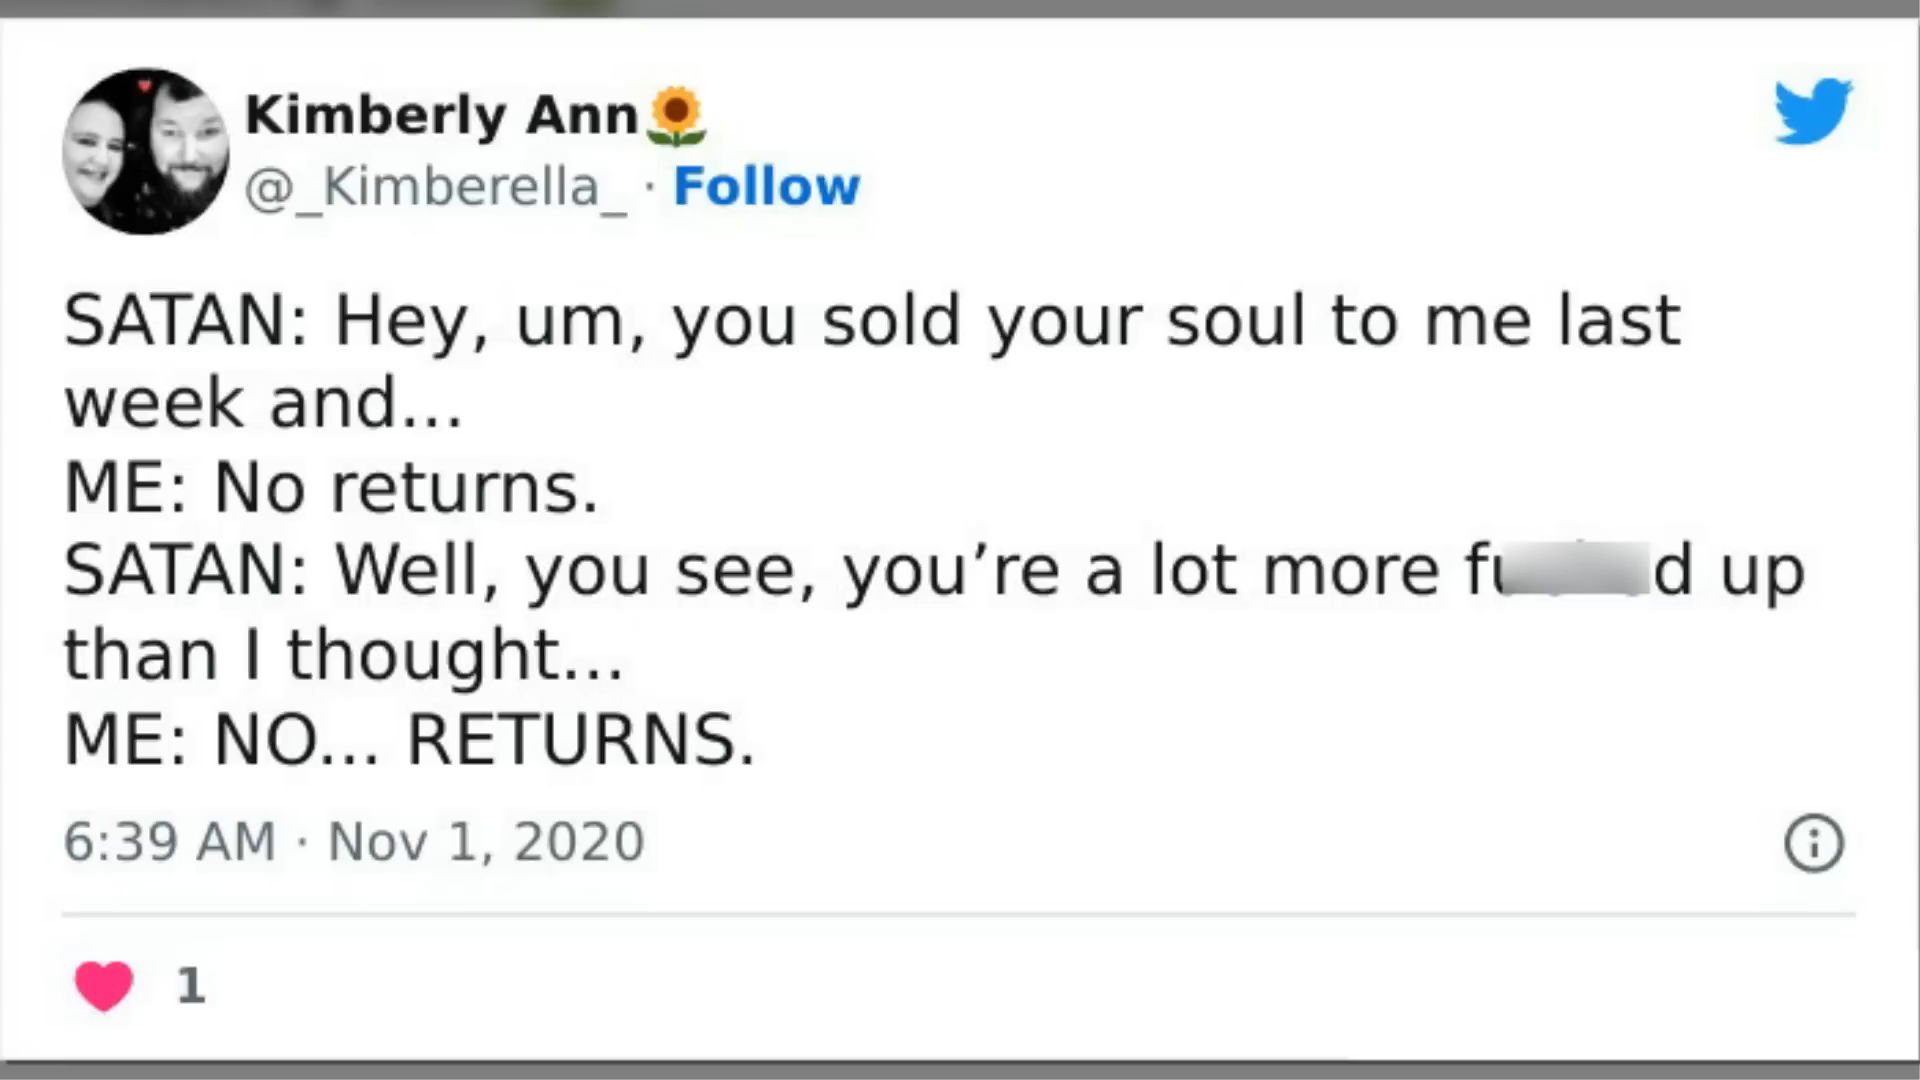 Kimberly Ann🌻
@_Kimberella_ · Follow
SATAN: Hey, um, you sold your soul to me last
week and...
ME: No returns.
SATAN: Well, you see, you’re a lot more up
than I thought...
ME: NO... RETURNS.
6:39 AM · Nov 1, 2020
1